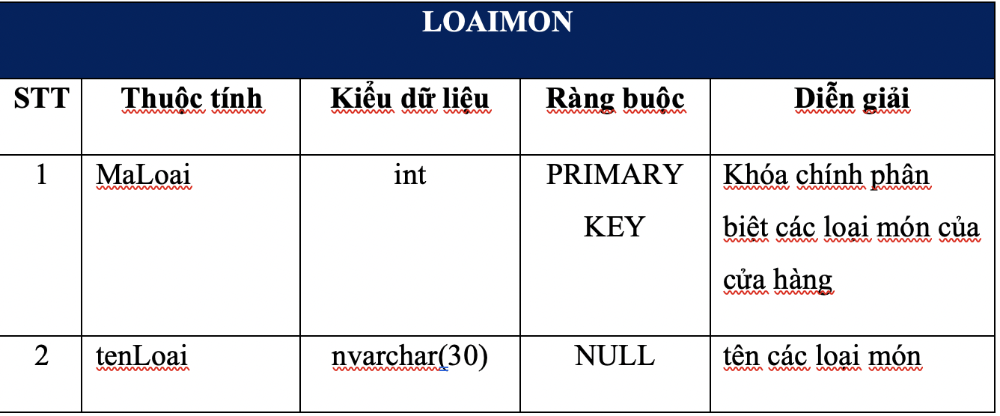 LOAIMON
STT Thuộc tính Kiểu dữ liệu Ràng buộc Diễn giải
1 MaLoai int PRIMARY KEY Khóa chính phân biệt các loại món của cửa hàng
2 tenLoai nvarchar(30) NULL tên các loại món